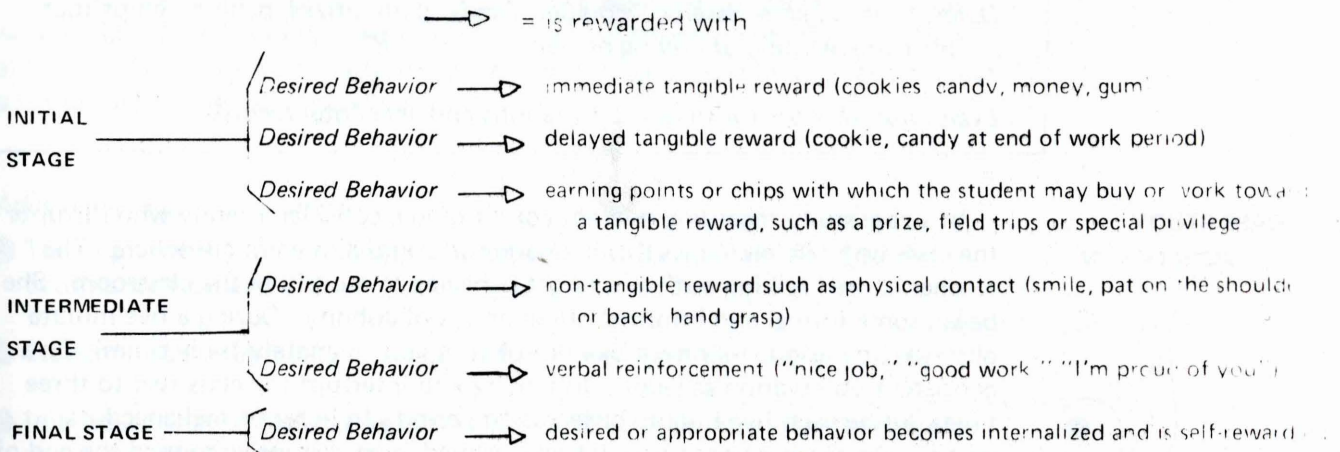 = is rewarded with
Desired Behavior immediate tangible reward (cookies candy, money, gum
INITIAL
STAGE
Desired Behavior delayed tangible reward (cookie, candy at end of work period)
Desired Behavior earning points or chips with which the student may buy or work
a tangible reward, such as a prize, field trips or special privilege
INTERMEDIATE
STAGE
Desired Behavior non-tangible reward such as physical contact (smile, pat on the
or back, hand grasp)
Desired Behavior verbal reinforcement ("nice job," "good work" "I'm proud of you")
FINAL STAGE Desired Behavior desired or appropriate behavior becomes internalized and is